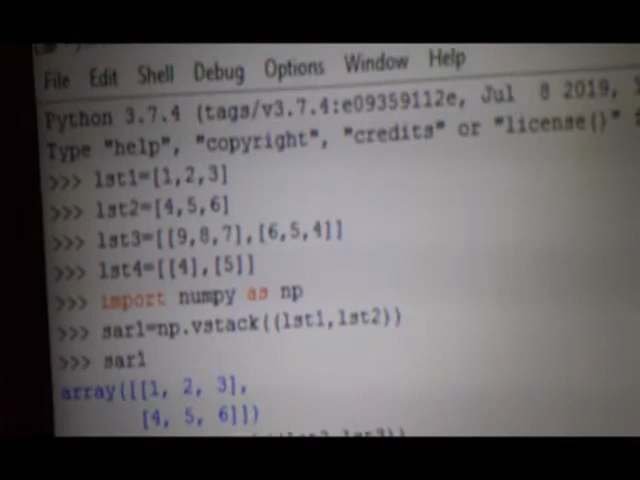 File Edit Shell Debug Options Window Help
Python 3.7.4 (tags/v3.7.4:e09359112e, Jul 8 2019,
Type "help", "copyright", "credits" or "license()"
>>> lst1=[1,2,3]
>>> lst2=[4,5,6]
>>> lst3=[[9,8,7],[6,5,4]]
>>> lst4=[[4],[5]]
>>> import numpy as np
>>> sar1=np.vstack((lst1,lst2))
>>> sar1
array([[1, 2, 3],
[4, 5, 6]])